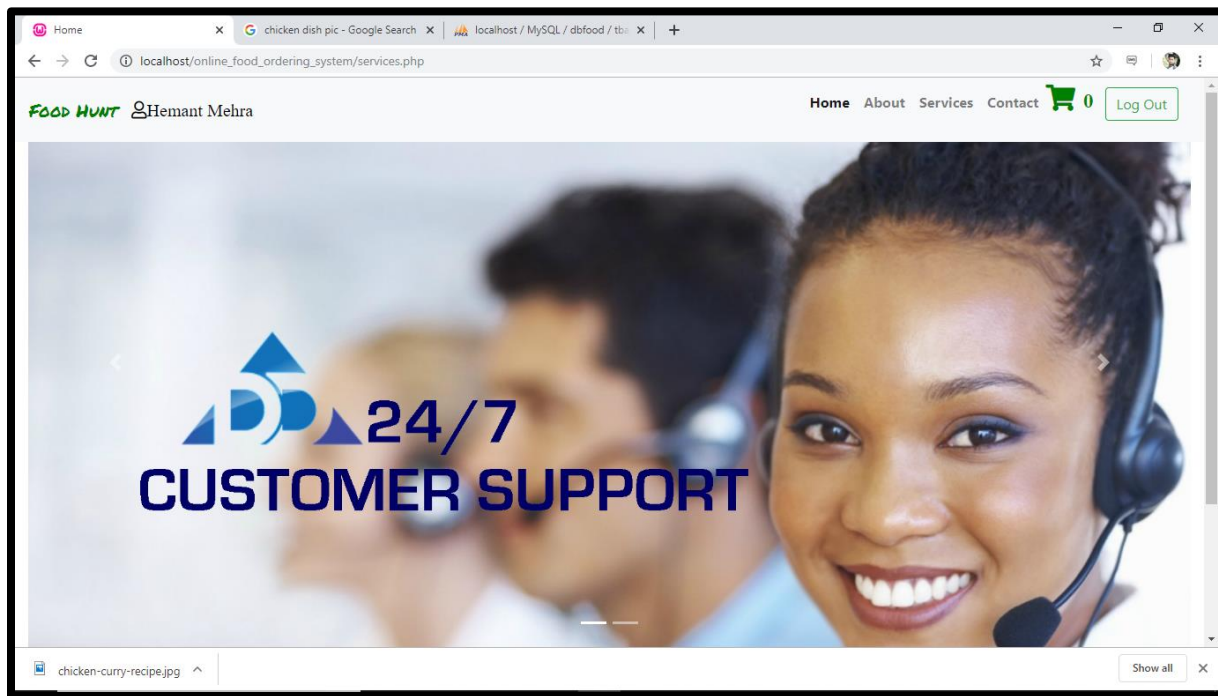 Home
chicken dish pic - Google Search
localhost / MySQL / dbfood / tba
localhost/online_food_ordering_system/services.php
Food Hunt Hemant Mehra
Home About Services Contact 0 Log Out
24/7
CUSTOMER SUPPORT
chicken-curry-recipe.jpg
Show all